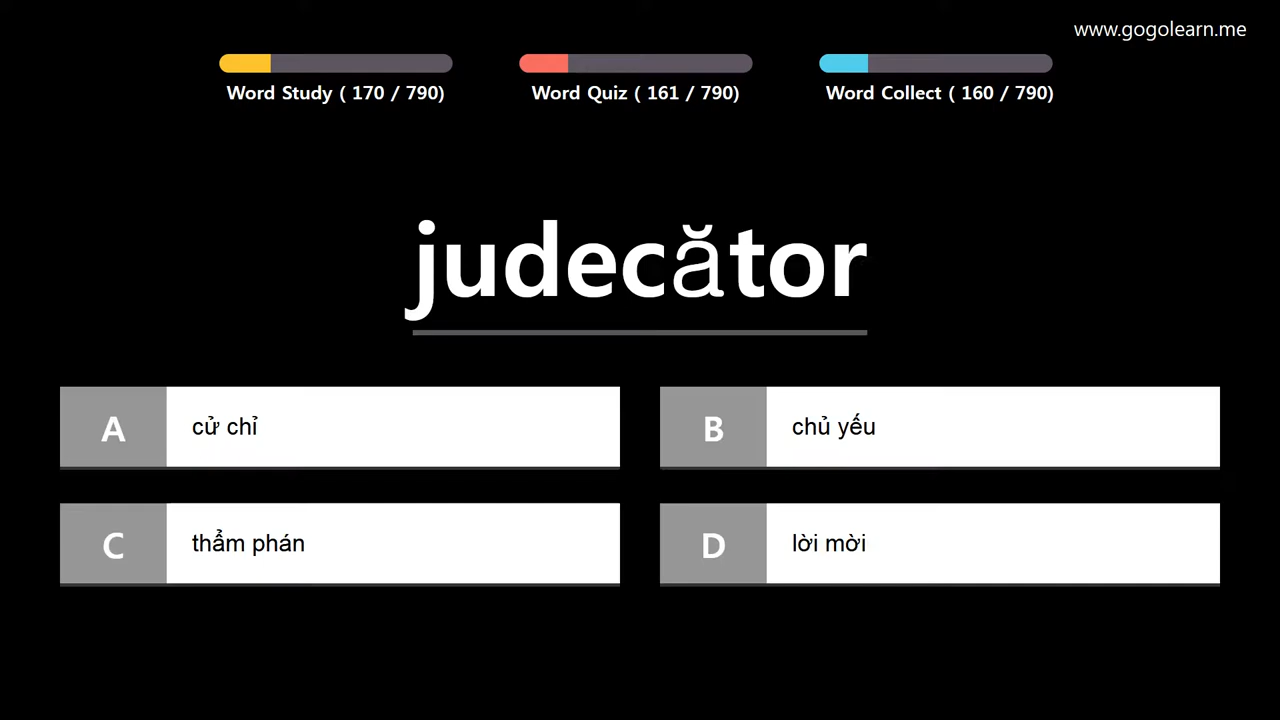 www.gogolearn.me
Word Study ( 170 / 790)
Word Quiz ( 161 / 790)
Word Collect ( 160 / 790)
judecător
A cử chỉ
B chủ yếu
C thẩm phán
D lời mời